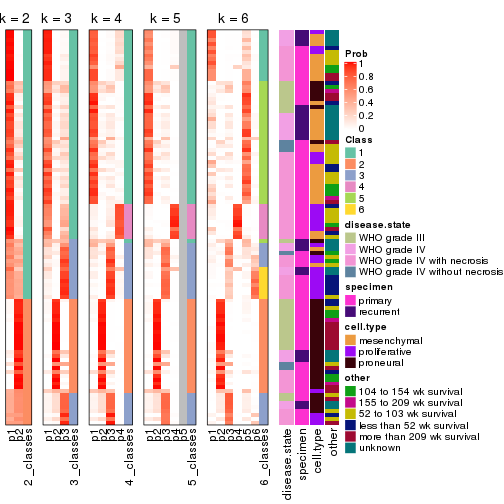 k = 2
k = 3
k = 4
k = 5
k = 6
Prob
1
0.8
0.6
0.4
0.2
0
Class
1
2
3
4
5
6
disease.state
WHO grade III
WHO grade IV
WHO grade IV with necrosis
WHO grade IV without necrosis
specimen
primary
recurrent
cell.type
mesenchymal
proliferative
proneural
other
104 to 154 wk survival
155 to 209 wk survival
52 to 103 wk survival
less than 52 wk survival
more than 209 wk survival
unknown
p1
p2
2_classes
p1
p2
p3
3_classes
p1
p2
p3
p4
4_classes
p1
p2
p3
p4
p5
5_classes
p1
p2
p3
p4
p5
p6
6_classes
disease.state
specimen
cell.type
other